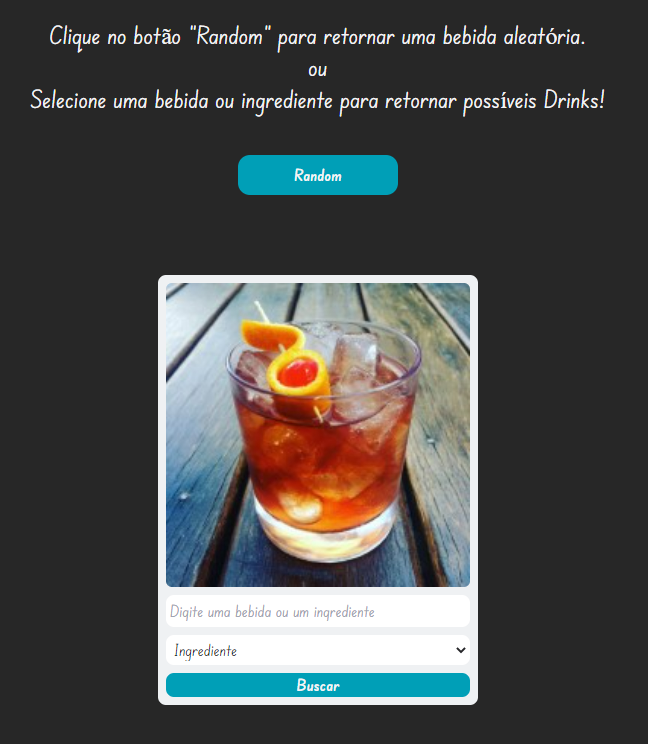 Clique no botão "Random" para retornar uma bebida aleatória.
ou
Selecione uma bebida ou ingrediente para retornar possíveis Drinks!
Random
Digite uma bebida ou um ingrediente
Ingrediente
Buscar